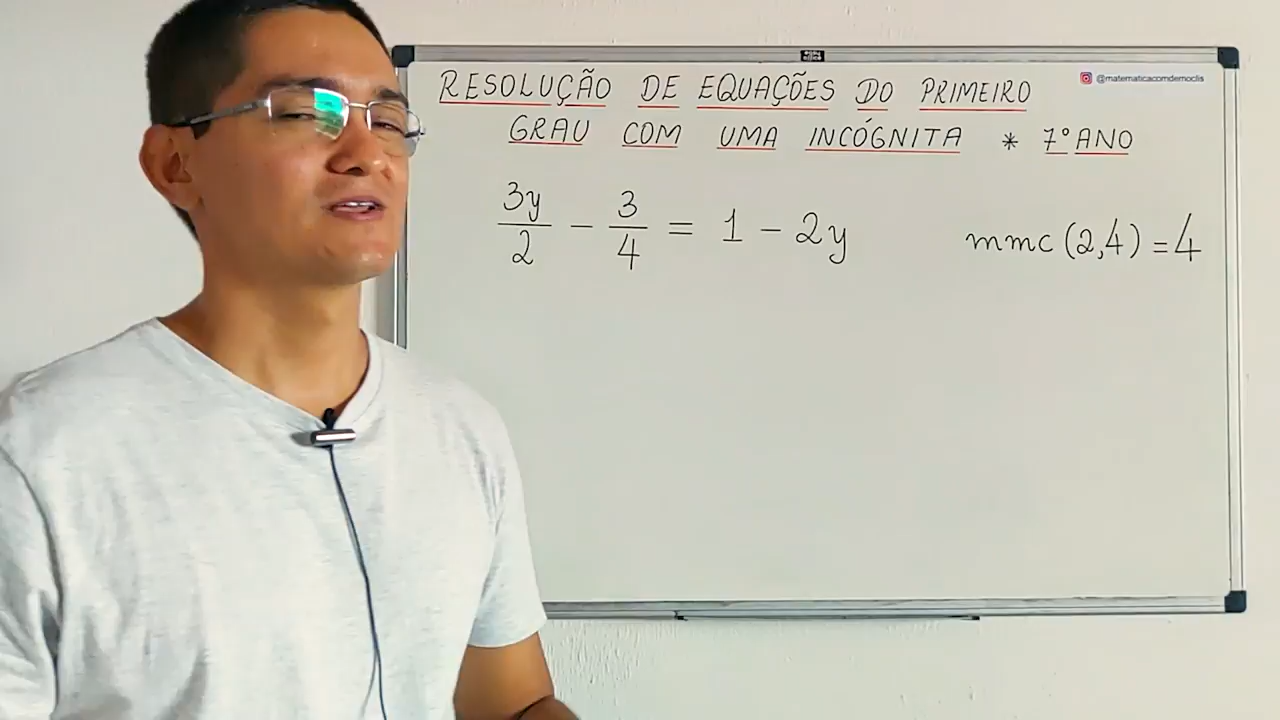 RESOLUÇÃO DE EQUAÇÕES DO PRIMEIRO
GRAU COM UMA INCÓGNITA * 7º ANO
@matematicacomdemoclis
3y/2 - 3/4 = 1 - 2y
mmc (2,4) = 4